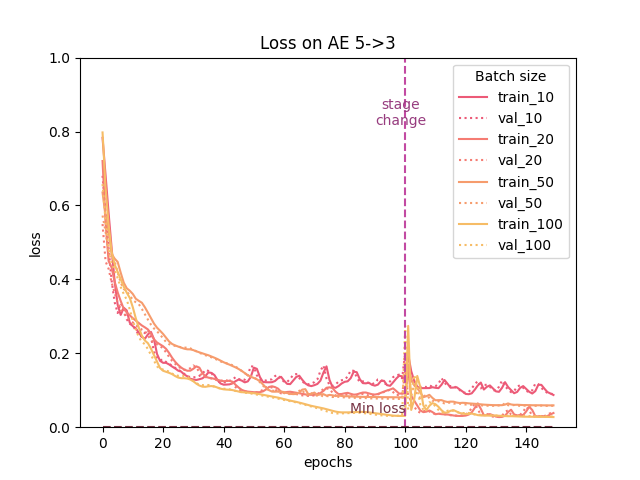 Loss on AE 5->3
1.0
0.8
0.6
0.4
0.2
0.0
loss
stage
change
Min loss
Batch size
train_10
val_10
train_20
val_20
train_50
val_50
train_100
val_100
0 20 40 60 80 100 120 140
epochs